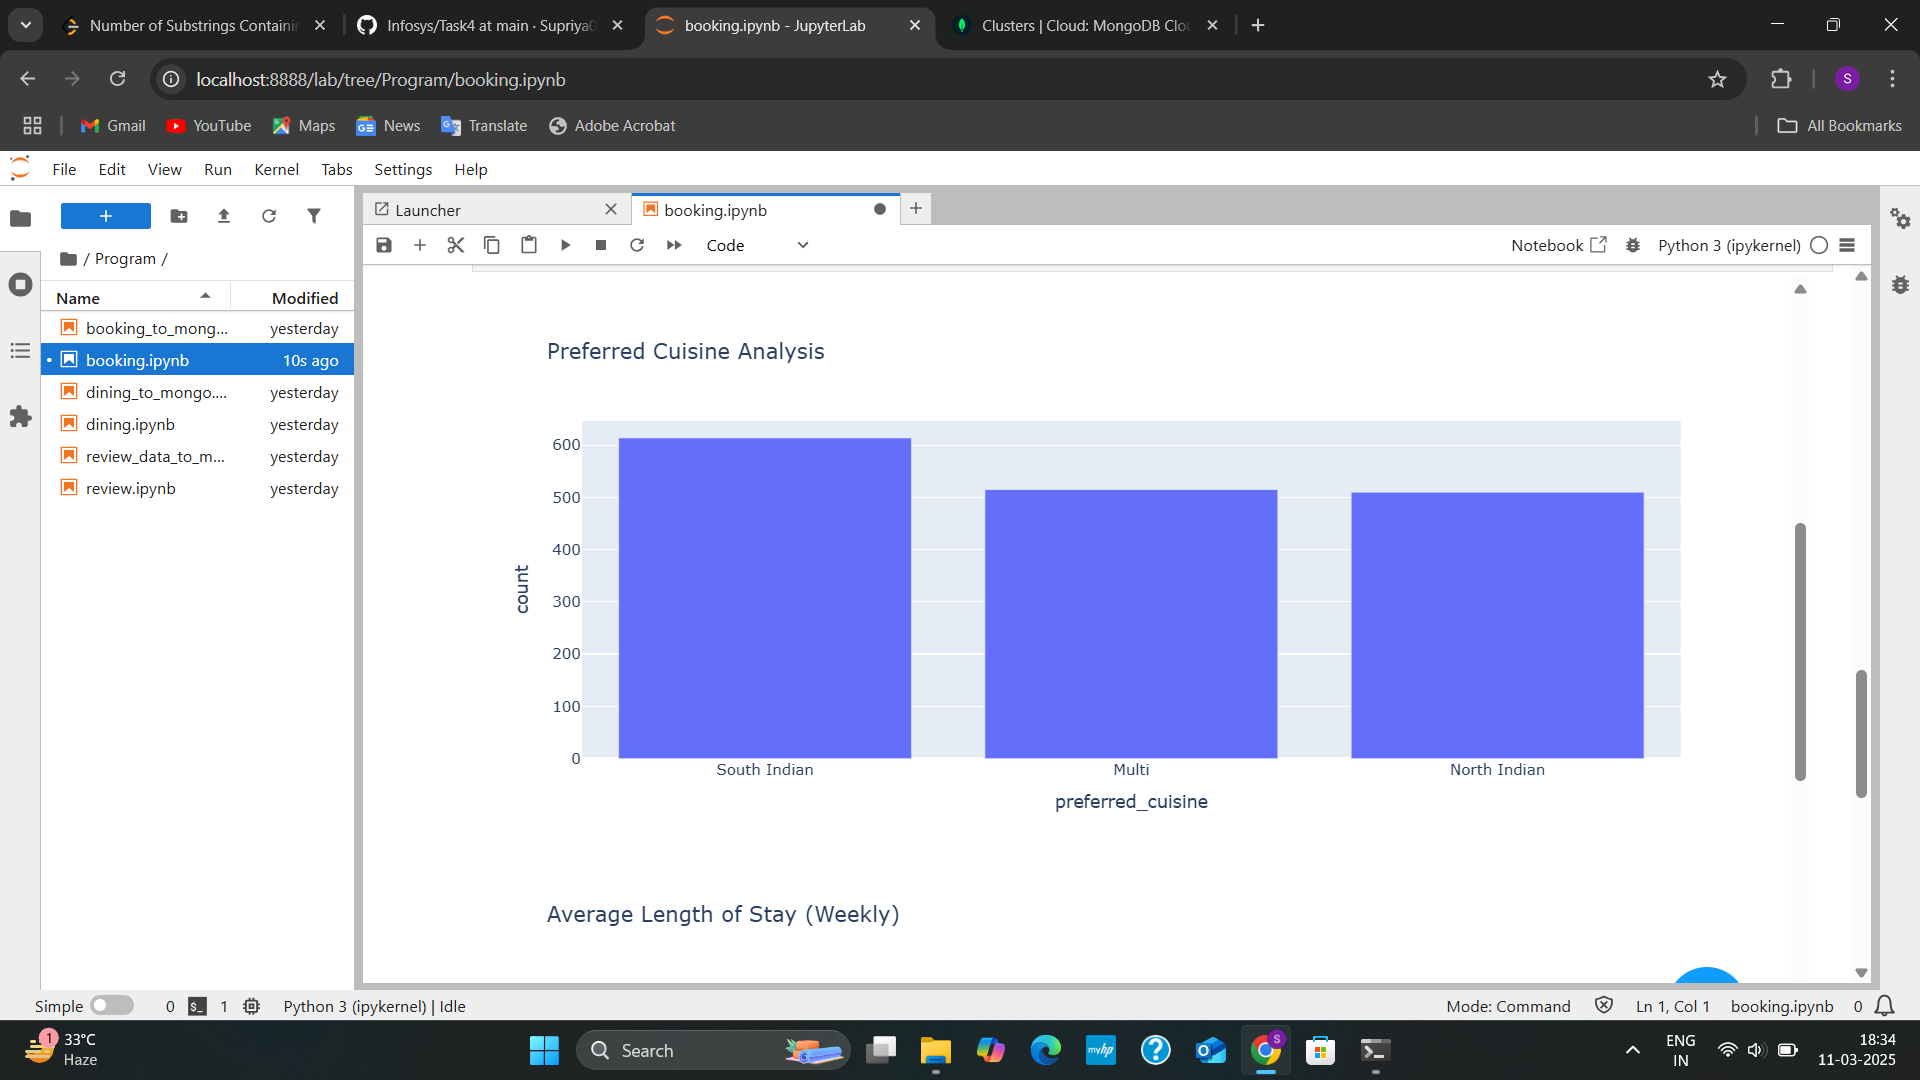 Number of Substrings Containi
Infosys/Task4 at main · Supriya0
booking.ipynb - JupyterLab
Clusters | Cloud: MongoDB Clou
localhost:8888/lab/tree/Program/booking.ipynb
S
Gmail
YouTube
Maps
News
Translate
Adobe Acrobat
All Bookmarks
File Edit View Run Kernel Tabs Settings Help
Launcher
booking.ipynb
Code
Notebook
Python 3 (ipykernel)
/ Program /
Name
Modified
booking_to_mong... yesterday
booking.ipynb 10s ago
dining_to_mongo.... yesterday
dining.ipynb yesterday
review_data_to_m... yesterday
review.ipynb yesterday
Preferred Cuisine Analysis
600
500
400
300
200
100
0
count
South Indian
Multi
North Indian
preferred_cuisine
Average Length of Stay (Weekly)
Simple
0
$_
1
Python 3 (ipykernel) | Idle
Mode: Command
Ln 1, Col 1
booking.ipynb
0
1
33°C
Haze
Search
myhp
S
ENG
IN
18:34
11-03-2025